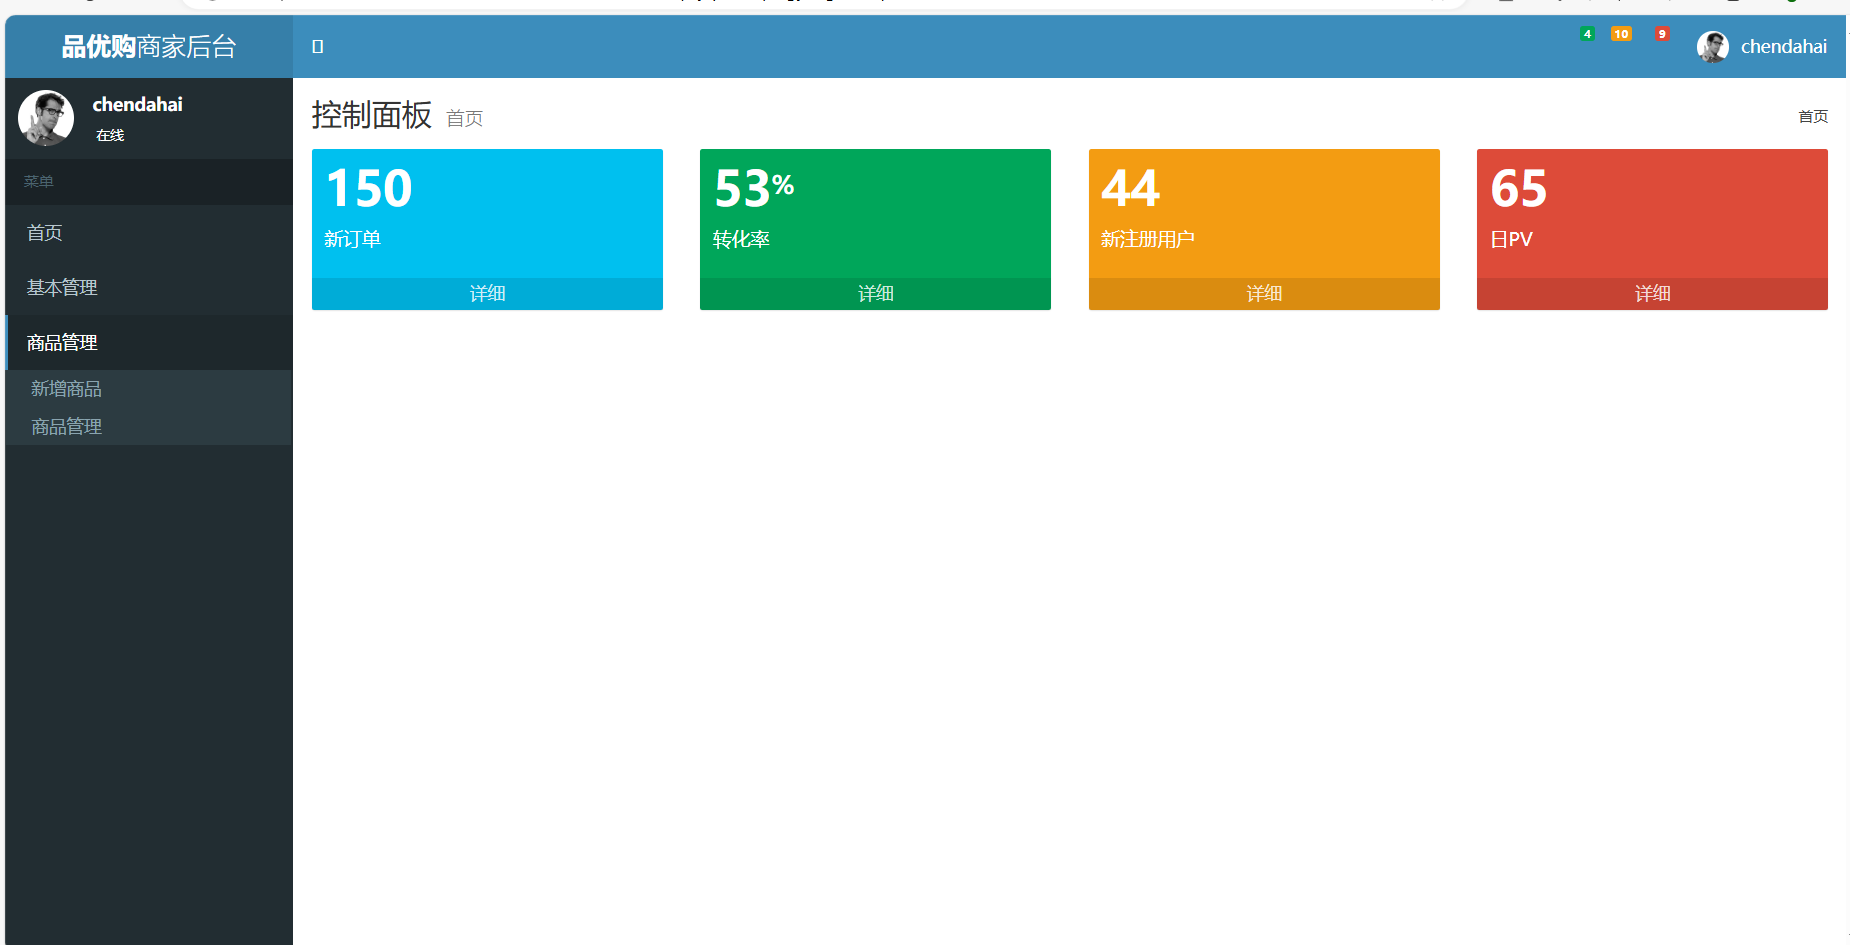 品优购商家后台
4
10
9
chendahai
chendahai
在线
菜单
首页
基本管理
商品管理
新增商品
商品管理
控制面板 首页
首页
150
新订单
详细
53%
转化率
详细
44
新注册用户
详细
65
日PV
详细